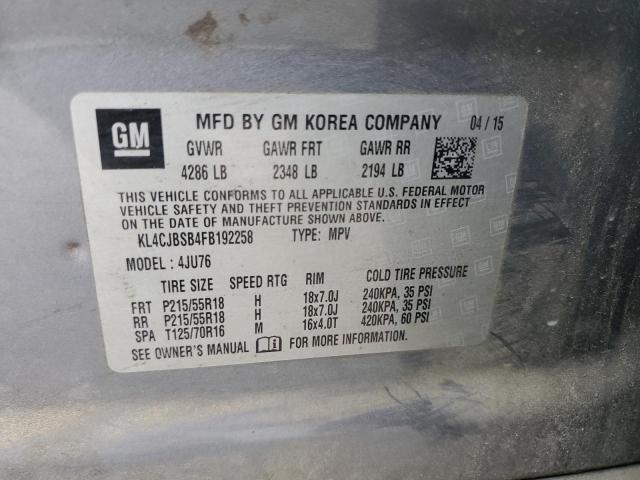 GM
MFD BY GM KOREA COMPANY 04 / 15
GVWR GAWR FRT GAWR RR
4286 LB 2348 LB 2194 LB
THIS VEHICLE CONFORMS TO ALL APPLICABLE U.S. FEDERAL MOTOR
VEHICLE SAFETY AND THEFT PREVENTION STANDARDS IN EFFECT
ON THE DATE OF MANUFACTURE SHOWN ABOVE.
KL4CJBSB4FB192258 TYPE: MPV
MODEL : 4JU76
TIRE SIZE SPEED RTG RIM COLD TIRE PRESSURE
FRT P215/55R18 H 18x7.0J 240KPA, 35 PSI
RR P215/55R18 H 18x7.0J 240KPA, 35 PSI
SPA T125/70R16 M 16x4.0T 420KPA, 60 PSI
SEE OWNER'S MANUAL i FOR MORE INFORMATION.